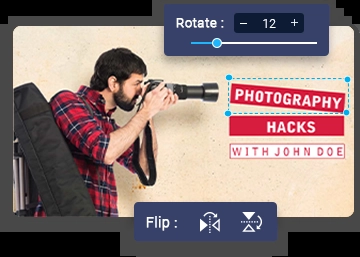 Rotate : − 12 +
PHOTOGRAPHY
HACKS
WITH JOHN DOE
Flip :